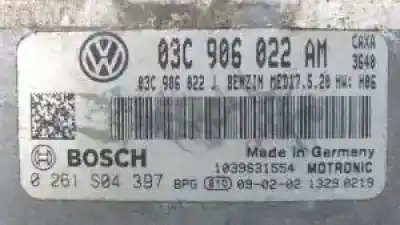 03C 906 022 AM
CAXA
3640
03C 906 022 J BENZIN MED17.5.20 HW: H06
BOSCH
Made in Germany
1039S31554 MOTRONIC
0 261 S04 397 BPG 810 09-02-02 1329 0219